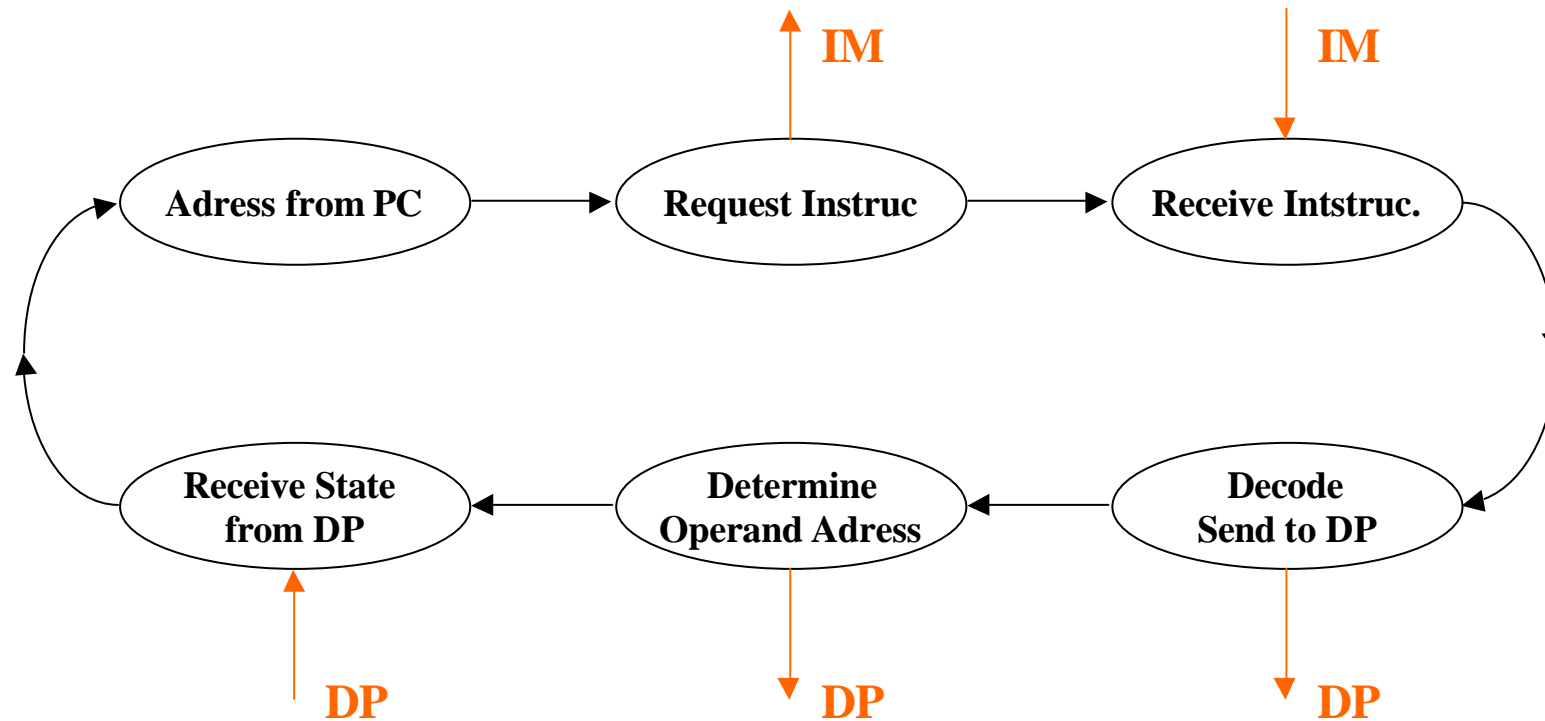 IM
IM
Adress from PC
Request Instruc
Receive Intstruc.
Receive State
from DP
Determine
Operand Adress
Decode
Send to DP
DP
DP
DP